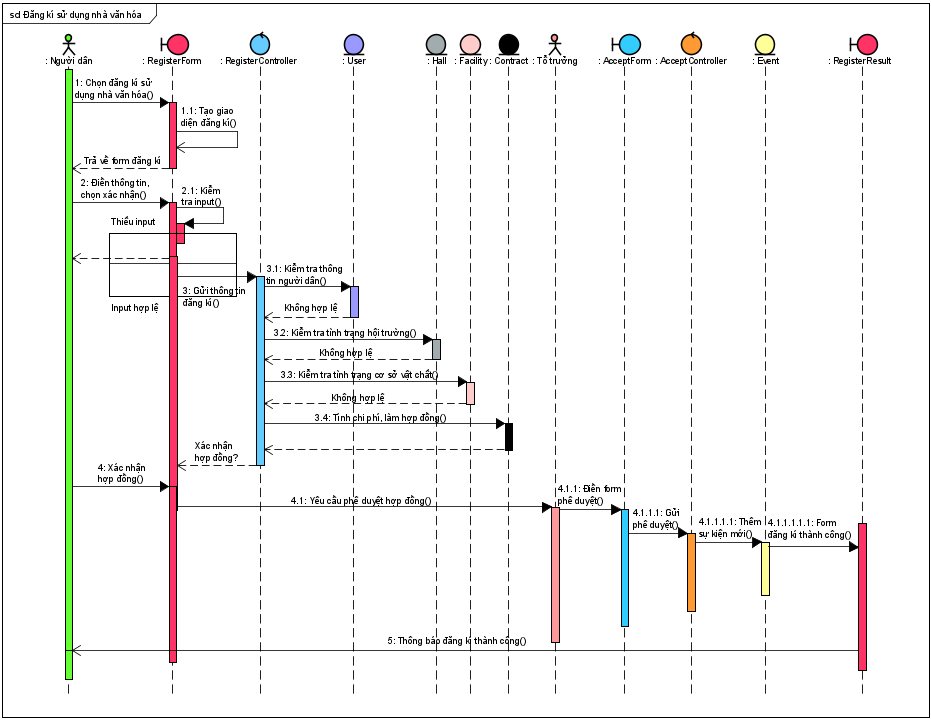 sd Đăng kí sử dụng nhà văn hóa
: Người dân
: RegisterForm
: RegisterController
: User
: Hall
: Facility
: Contract
: Tổ trưởng
: AcceptForm
: AcceptController
: Event
: RegisterResult
1: Chọn đăng kí sử
dụng nhà văn hóa()
1.1: Tạo giao
diện đăng kí()
Trả về form đăng kí
2: Điền thông tin,
chọn xác nhận()
2.1: Kiểm
tra input()
Thiếu input
3.1: Kiểm tra thông
tin người dân()
3: Gửi thông tin
đăng kí()
Input hợp lệ
Không hợp lệ
3.2: Kiểm tra tình trạng hội trường()
Không hợp lệ
3.3: Kiểm tra tình trạng cơ sở vật chất()
Không hợp lệ
3.4: Tính chi phí, làm hợp đồng()
Xác nhận
hợp đồng?
4: Xác nhận
hợp đồng()
4.1: Yêu cầu phê duyệt hợp đồng()
4.1.1: Điền form
phê duyệt()
4.1.1.1: Gửi
phê duyệt()
4.1.1.1.1: Thêm
sự kiện mới()
4.1.1.1.1.1: Form
đăng kí thành công()
5: Thông báo đăng kí thành công()